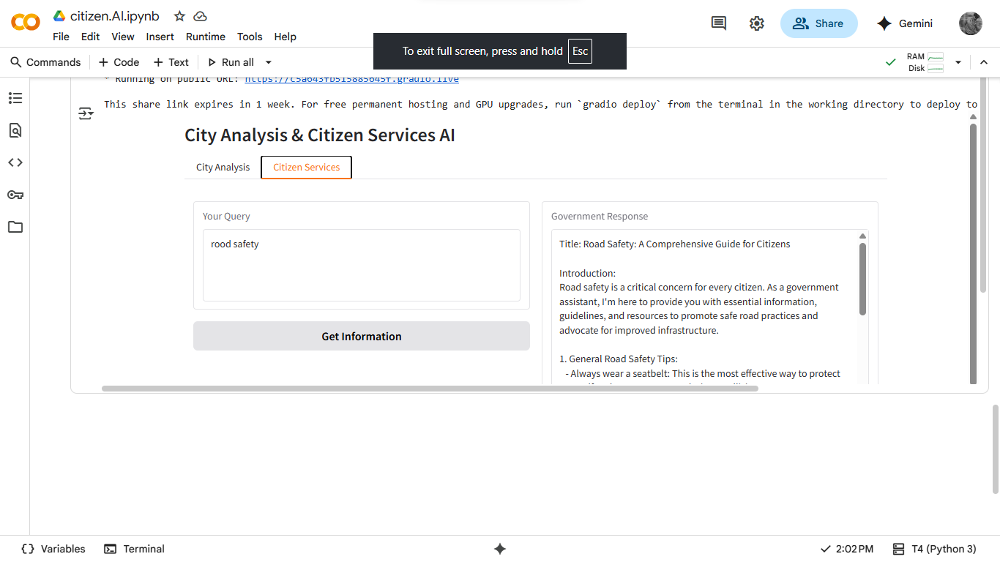 citizen.AI.ipynb
File Edit View Insert Runtime Tools Help
Share
Gemini
To exit full screen, press and hold Esc
Commands + Code + Text Run all
RAM
Disk
* Running on public URL: https://c5a643fb515885645f.gradio.live
This share link expires in 1 week. For free permanent hosting and GPU upgrades, run `gradio deploy` from the terminal in the working directory to deploy to
City Analysis & Citizen Services AI
City Analysis Citizen Services
Your Query
rood safety
Get Information
Government Response
Title: Road Safety: A Comprehensive Guide for Citizens
Introduction:
Road safety is a critical concern for every citizen. As a government
assistant, I'm here to provide you with essential information,
guidelines, and resources to promote safe road practices and
advocate for improved infrastructure.
1. General Road Safety Tips:
- Always wear a seatbelt: This is the most effective way to protect
Variables Terminal
2:02 PM T4 (Python 3)